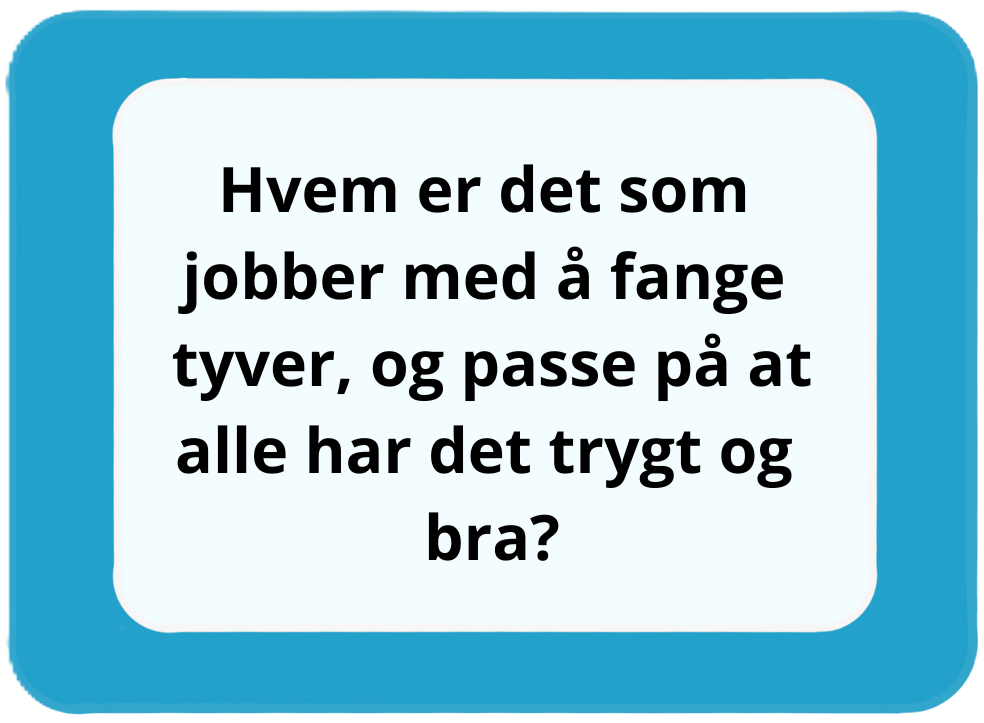 Hvem er det som
jobber med å fange
tyver, og passe på at
alle har det trygt og
bra?